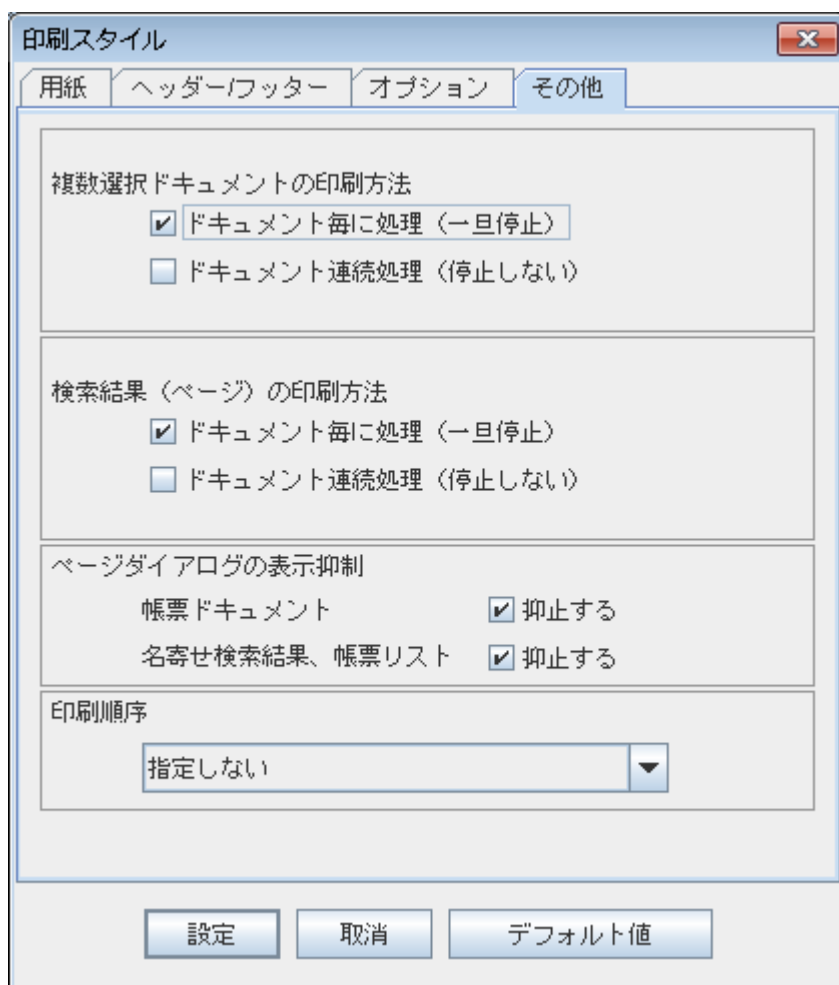 印刷スタイル
用紙 ヘッダー/フッター オプション その他
複数選択ドキュメントの印刷方法
ドキュメント毎に処理（一旦停止）
ドキュメント連続処理（停止しない）
検索結果（ページ）の印刷方法
ドキュメント毎に処理（一旦停止）
ドキュメント連続処理（停止しない）
ページダイアログの表示抑制
帳票ドキュメント 抑止する
名寄せ検索結果、帳票リスト 抑止する
印刷順序
指定しない
設定 取消 デフォルト値